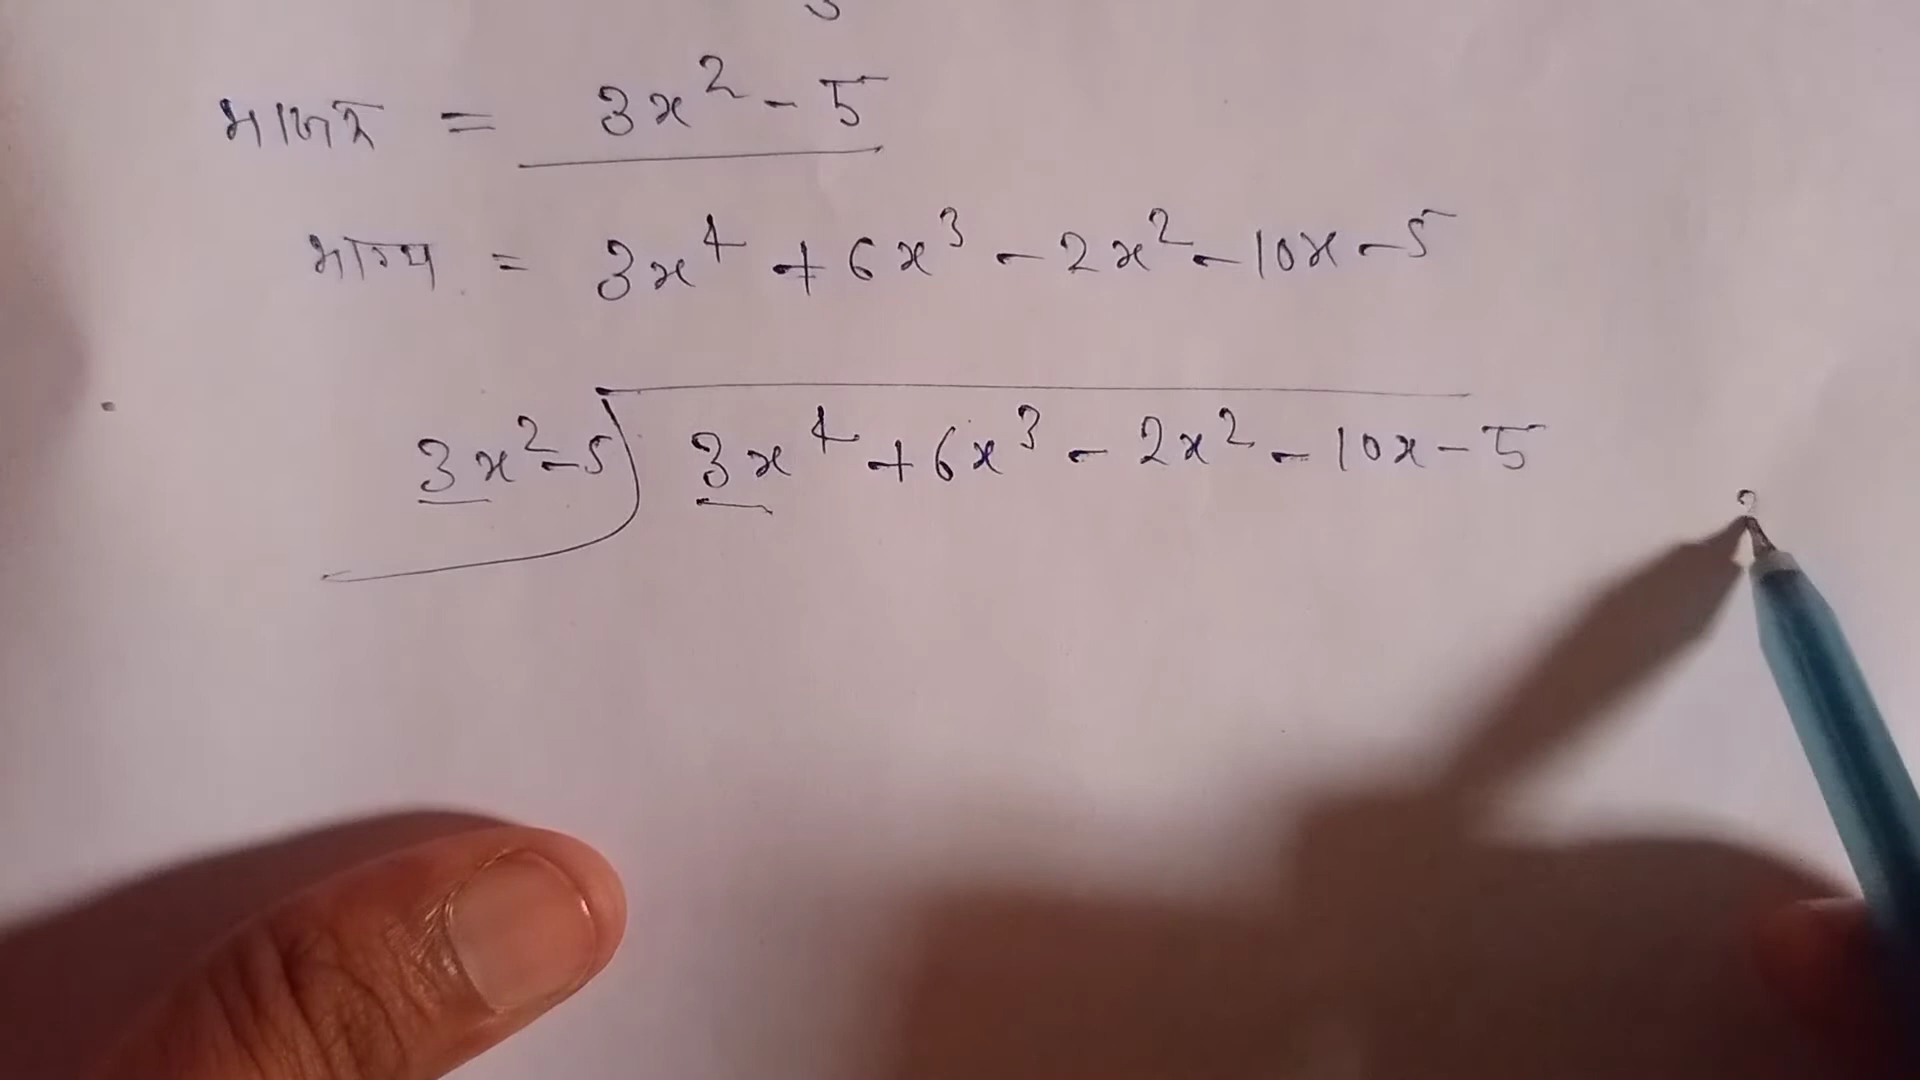 भाजक = 3x² - 5
भाज्य = 3x⁴ + 6x³ - 2x² - 10x - 5
3x² - 5) 3x⁴ + 6x³ - 2x² - 10x - 5